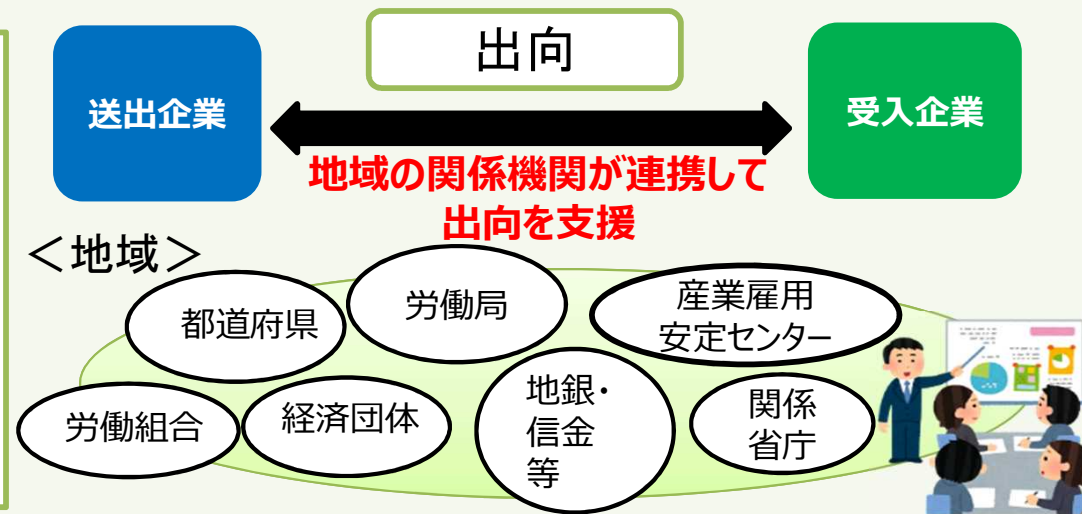 出向
送出企業
受入企業
地域の関係機関が連携して
出向を支援
＜地域＞
都道府県
労働局
産業雇用
安定センター
労働組合
経済団体
地銀・
信金
等
関係
省庁